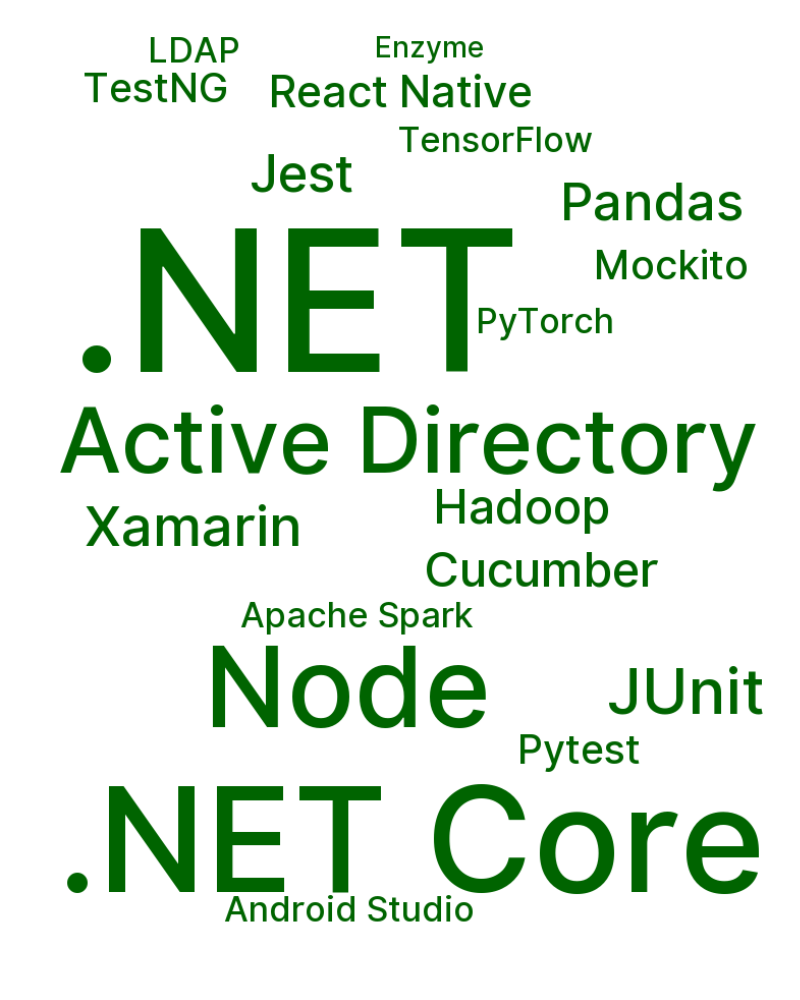 LDAP
Enzyme
TestNG
React Native
TensorFlow
Jest
Pandas
.NET
Mockito
PyTorch
Active Directory
Hadoop
Xamarin
Cucumber
Apache Spark
Node
JUnit
Pytest
.NET Core
Android Studio